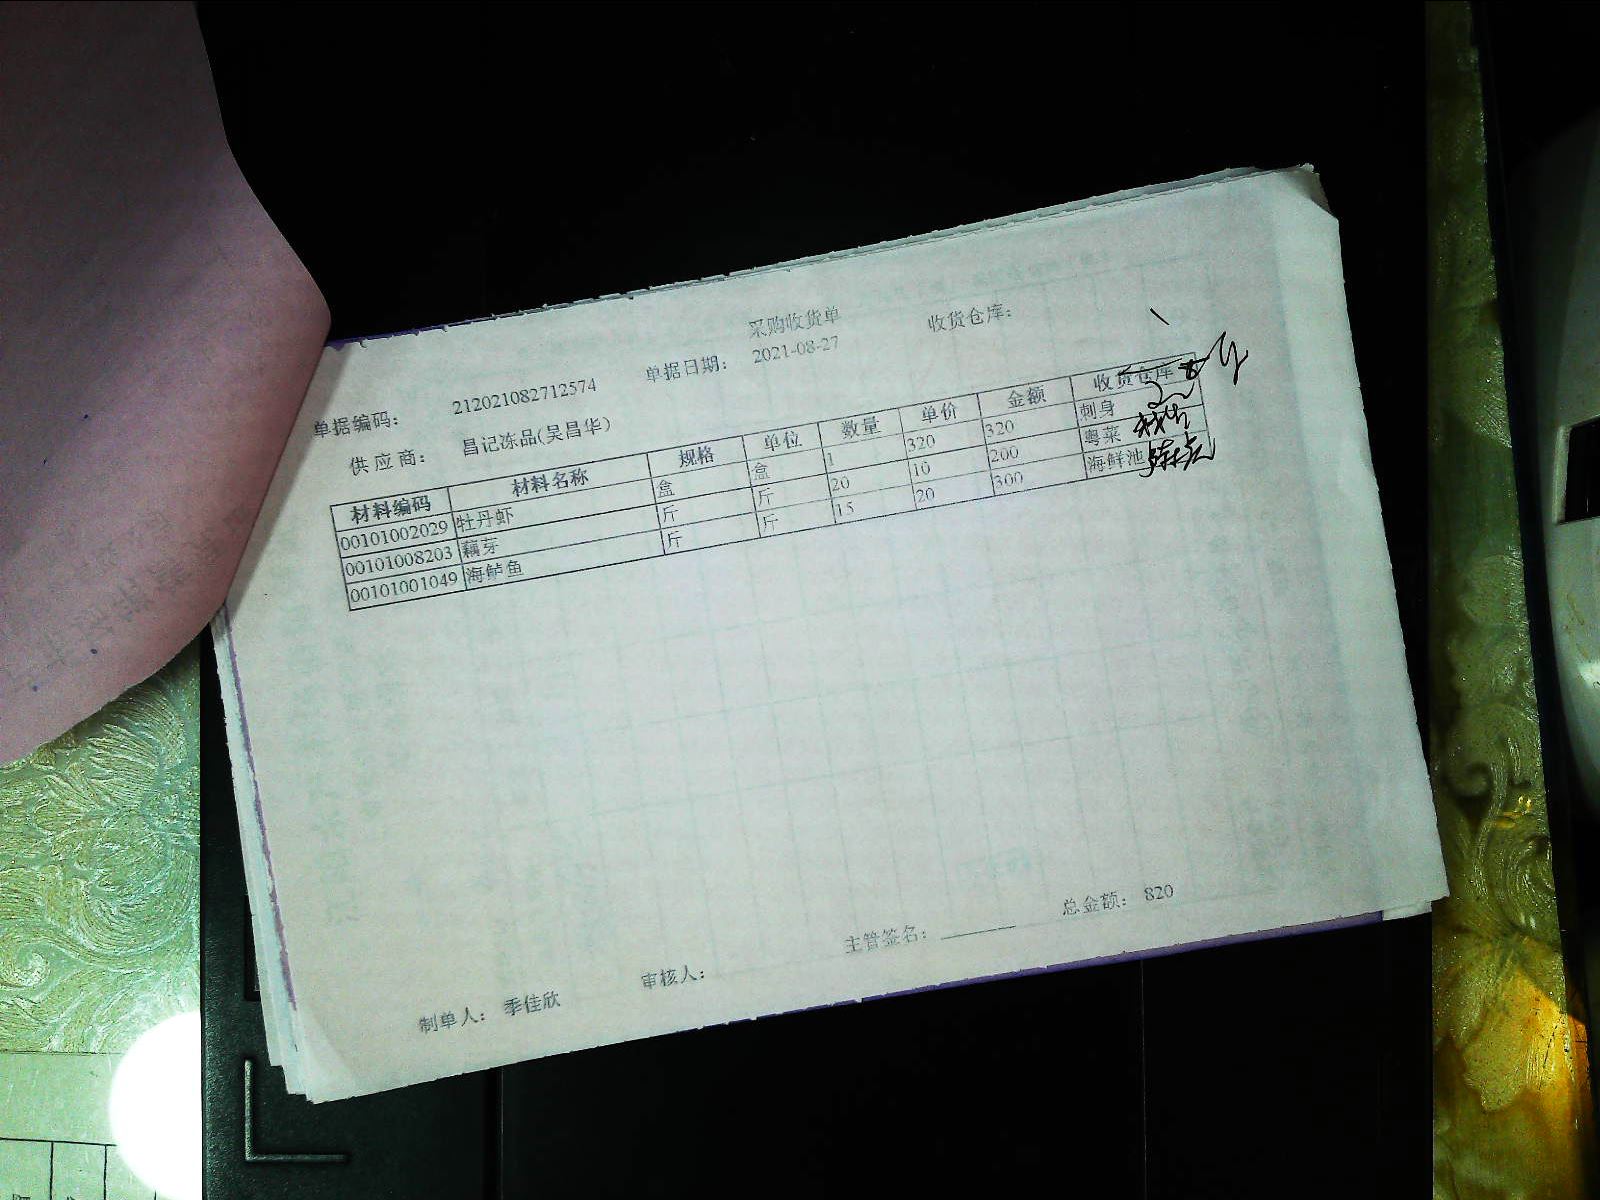 采购收货单
单据编码： 212021082712574 单据日期： 2021-08-27 收货仓库：
供应商： 昌记冻品(吴昌华)
材料编码 材料名称 规格 单位 数量 单价 金额 收货仓库
00101002029 牡丹虾 盒 盒 1 320 320 刺身
00101008203 藕芽 斤 斤 20 10 200 粤菜
00101001049 海鲈鱼 斤 斤 15 20 300 海鲜池
总金额： 820
制单人： 季佳欣 审核人： 主管签名：